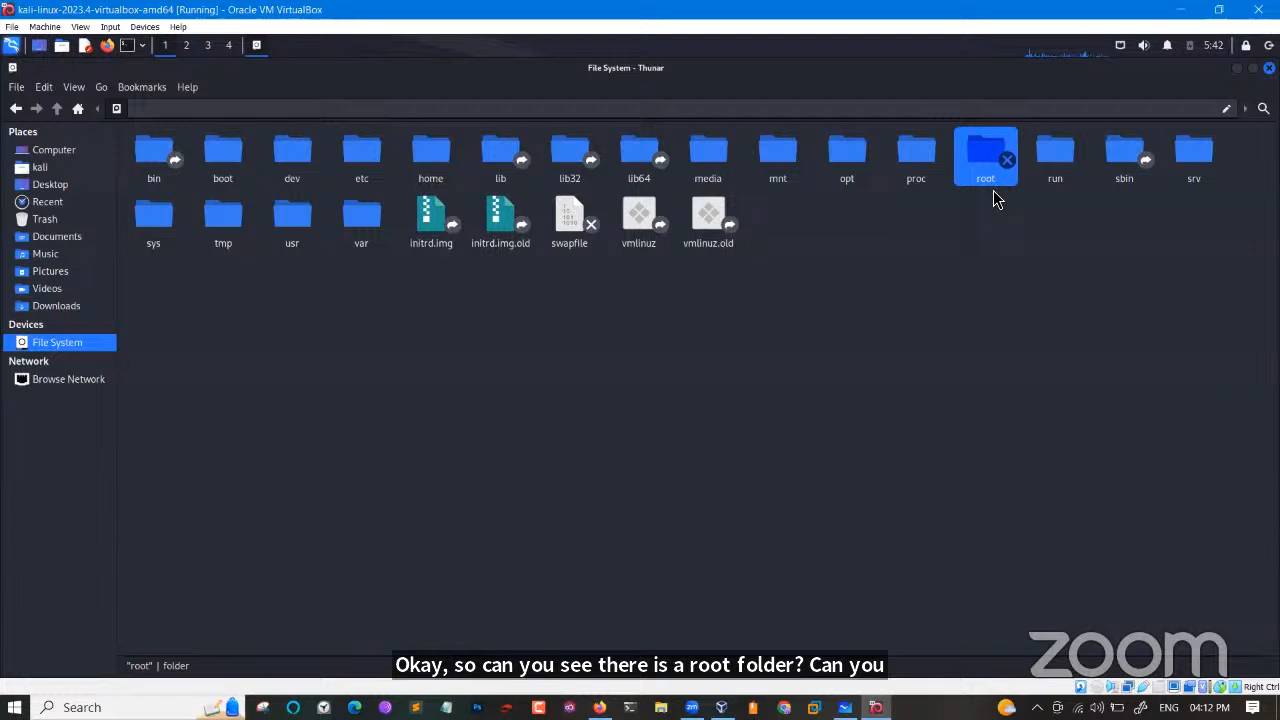 kali-linux-2023.4-virtualbox-amd64 [Running] - Oracle VM VirtualBox
File Machine View Input Devices Help
1 2 3 4 5:42
File System - Thunar
File Edit View Go Bookmarks Help
Places
Computer
kali
Desktop
Recent
Trash
Documents
Music
Pictures
Videos
Downloads
Devices
File System
Network
Browse Network
bin boot dev etc home lib lib32 lib64 media mnt opt proc root run sbin srv
sys tmp usr var initrd.img initrd.img.old swapfile vmlinuz vmlinuz.old
"root" | folder
Okay, so can you see there is a root folder? Can you
zoom
Right Ctrl
Search
ENG 04:12 PM